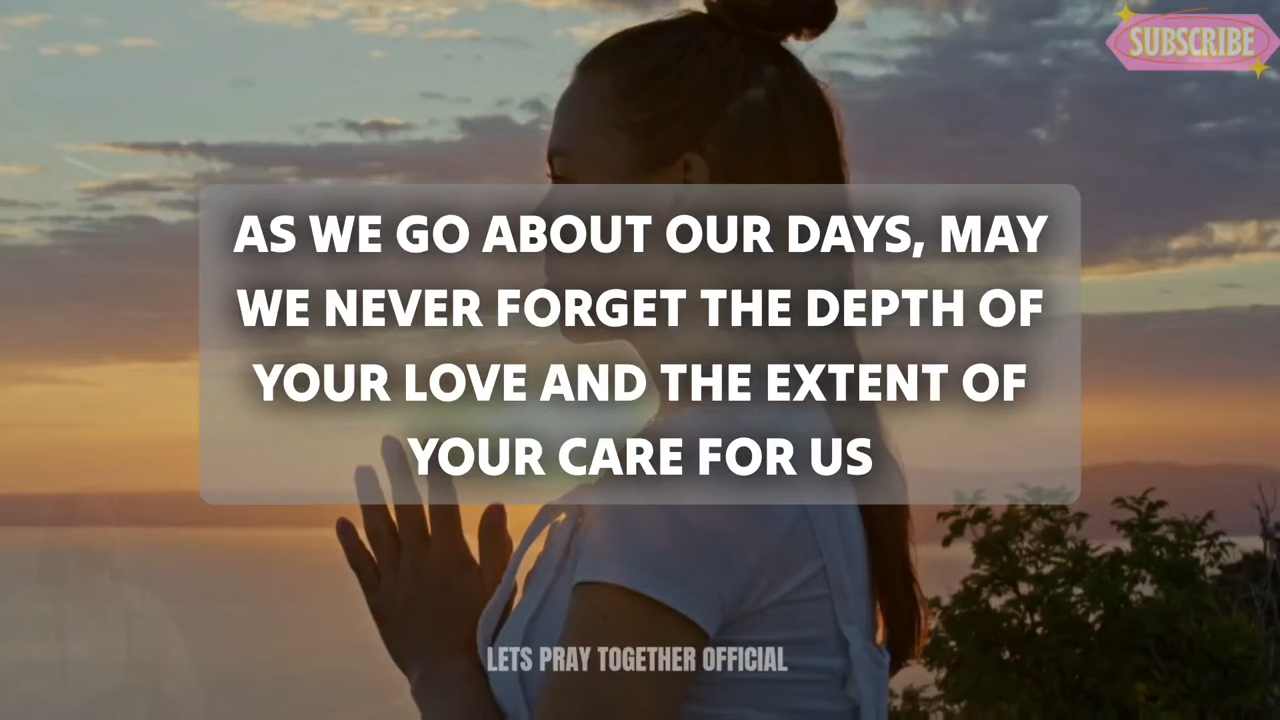 SUBSCRIBE
AS WE GO ABOUT OUR DAYS, MAY
WE NEVER FORGET THE DEPTH OF
YOUR LOVE AND THE EXTENT OF
YOUR CARE FOR US
LETS PRAY TOGETHER OFFICIAL